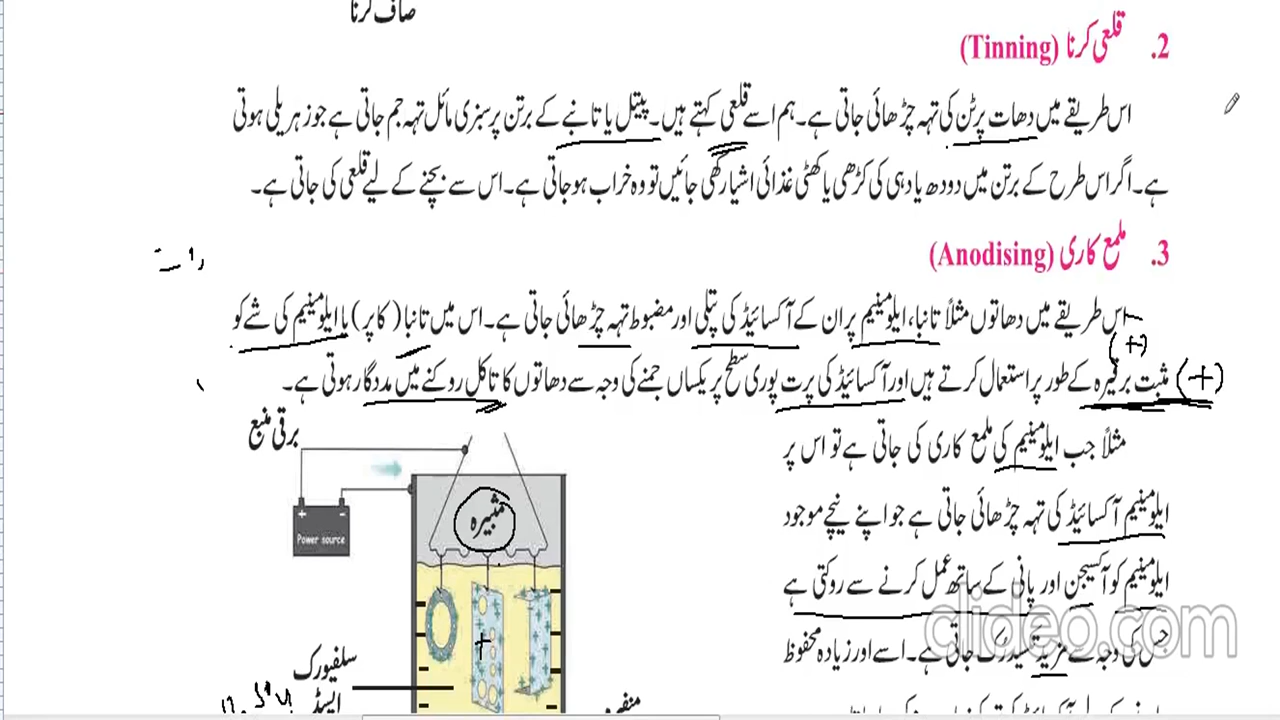 صاف کرنا
2. قلعی کرنا (Tinning)
اس طریقے میں دھات پر ٹن کی تہہ چڑھائی جاتی ہے۔ ہم اسے قلعی کہتے ہیں۔ پیتل یا تانبے کے برتن پر سبزی مائل تہہ جم جاتی ہے جو زہریلی ہوتی
ہے۔ اگر اس طرح کے برتن میں دودھ یا دہی کی کڑھی یا کھٹی غذائی اشیا رکھی جائیں تو وہ خراب ہو جاتی ہے۔ اس سے بچنے کے لیے قلعی کی جاتی ہے۔
3. ملمع کاری (Anodising)
اس طریقے میں دھاتوں مثلاً تانبا، ایلومینیم پر ان کے آکسائیڈ کی پتلی اور مضبوط تہہ چڑھائی جاتی ہے۔ اس میں تانبا (کاپر) یا ایلومینیم کی شے کو
(+)
مثبت برقیرہ کے طور پر استعمال کرتے ہیں اور آکسائیڈ کی پرت پوری سطح پر یکساں جمنے کی وجہ سے دھاتوں کا تاکل روکنے میں مددگار ہوتی ہے۔
(+)
مثلاً جب ایلومینیم کی ملمع کاری کی جاتی ہے تو اس پر
ایلومینیم آکسائیڈ کی تہہ چڑھائی جاتی ہے جو اپنے نیچے موجود
ایلومینیم کو آکسیجن اور پانی کے ساتھ عمل کرنے سے روکتی ہے
جس کی وجہ سے مزید تکسید رک جاتی ہے۔ اسے اور زیادہ محفوظ
برقی منبع
+ -
Power source
مثبیرہ
+
سلفیورک
ایسڈ
clideo.com